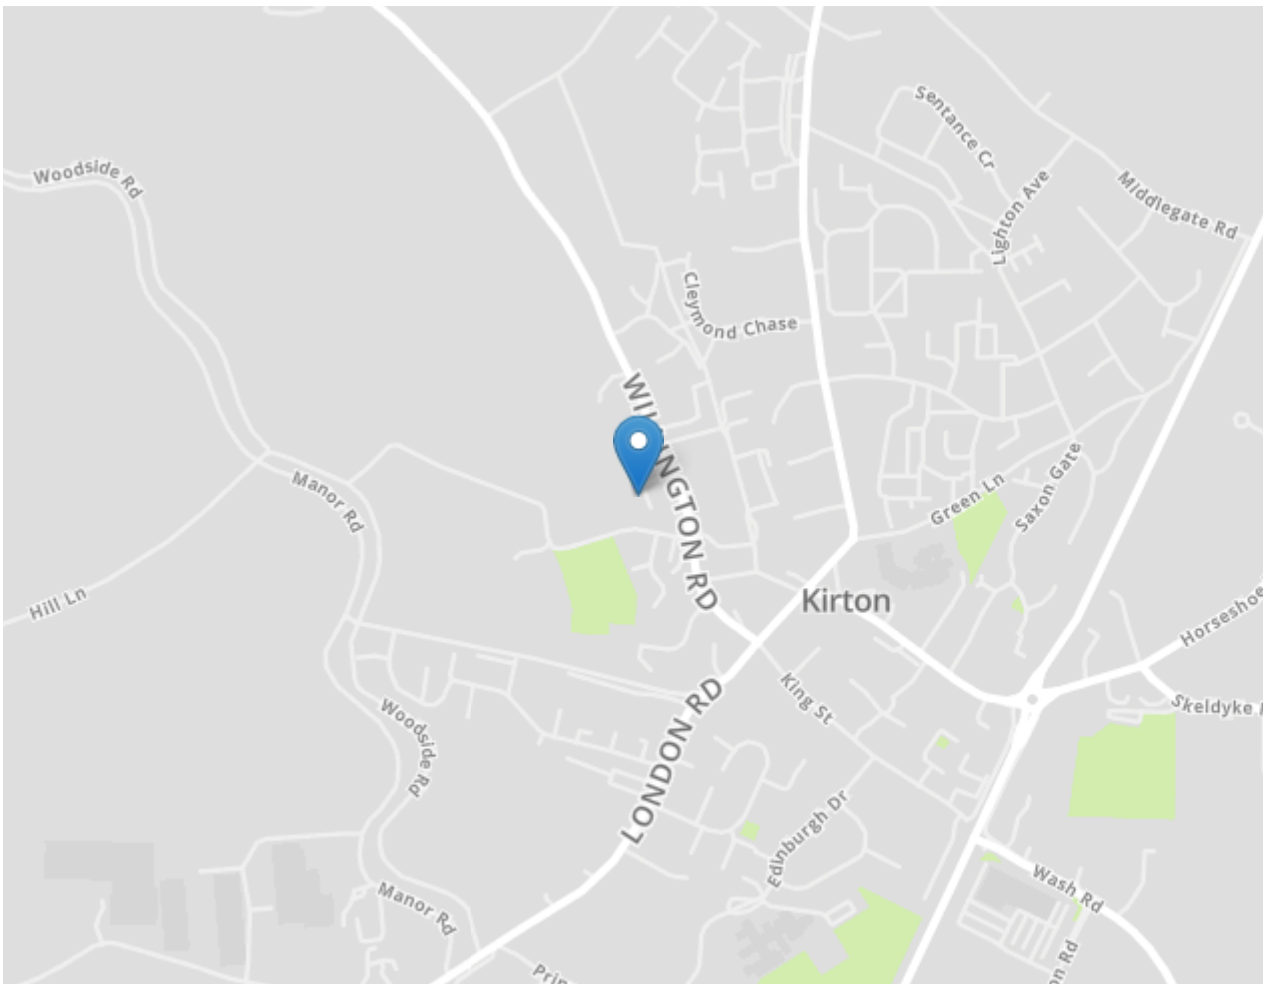 Sentance Cr
Woodside Rd
Lighton Ave
Middlegate Rd
Cleymond Chase
RD
Manor Rd
Green Ln
Saxon Gate
Hill Ln
Kirton
Horseshoe
King St
Skeldyke
Woodside Rd
LONDON RD
Edinburgh Dr
Wash Rd
Manor Rd